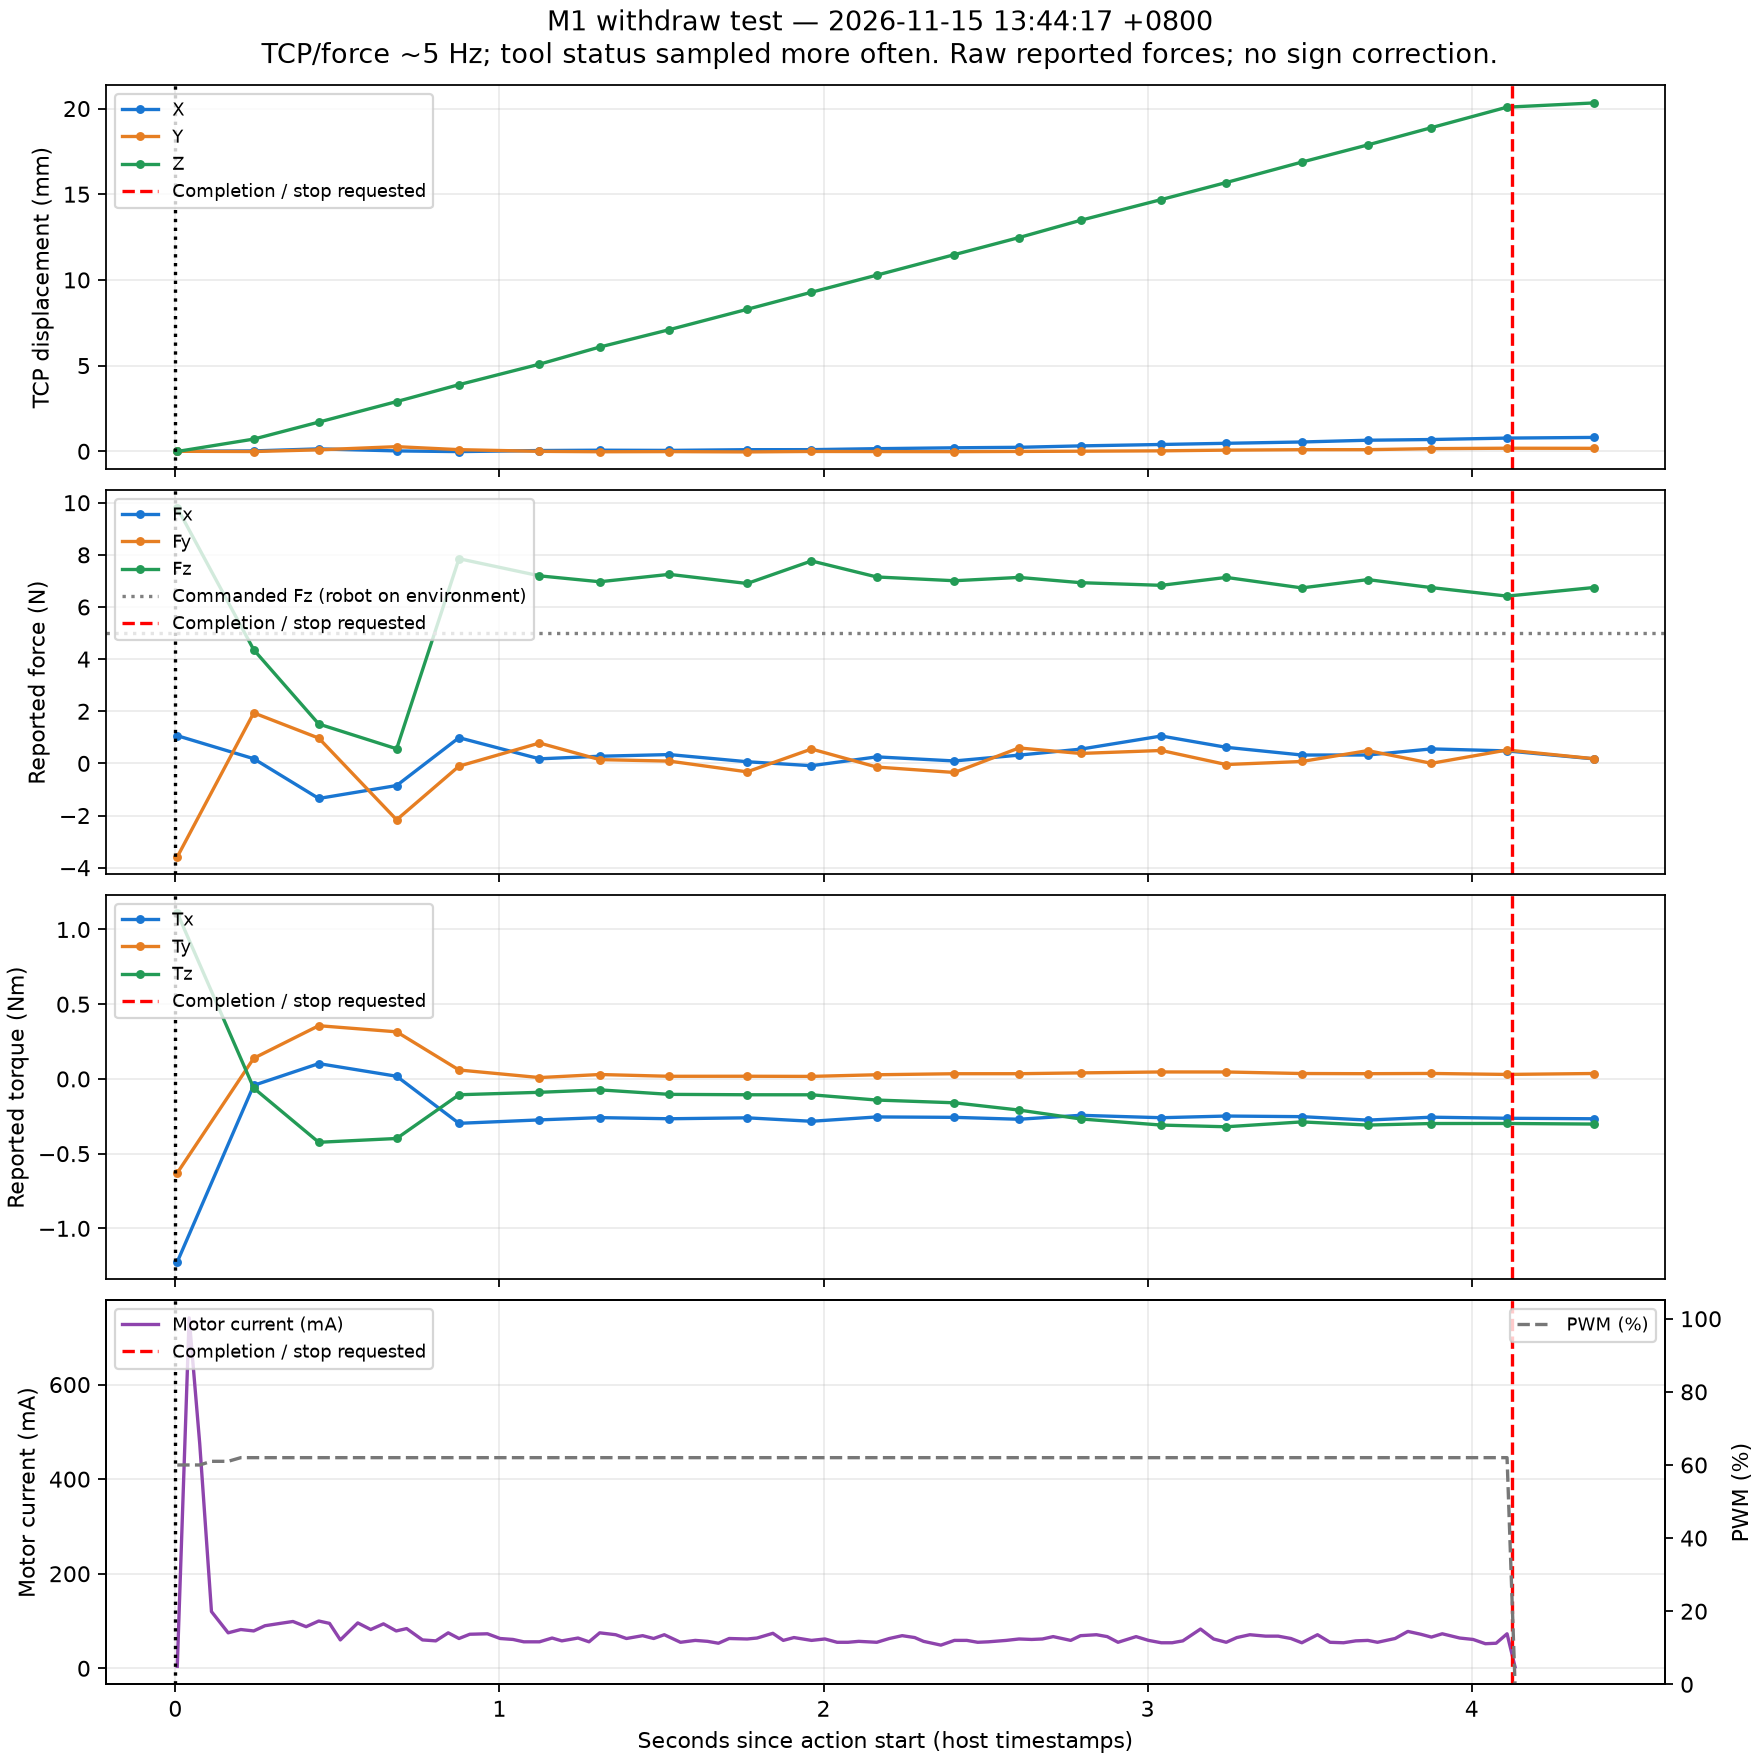 M1 withdraw test — 2026-11-15 13:44:17 +0800
TCP/force ~5 Hz; tool status sampled more often. Raw reported forces; no sign correction.
TCP displacement (mm)
20
15
10
5
0
X
Y
Z
Completion / stop requested
Reported force (N)
10
8
6
4
2
0
−2
−4
Fx
Fy
Fz
Commanded Fz (robot on environment)
Completion / stop requested
Reported torque (Nm)
1.0
0.5
0.0
−0.5
−1.0
Tx
Ty
Tz
Completion / stop requested
Motor current (mA)
600
400
200
0
Motor current (mA)
Completion / stop requested
PWM (%)
100
80
60
40
20
0
PWM (%)
0 1 2 3 4
Seconds since action start (host timestamps)